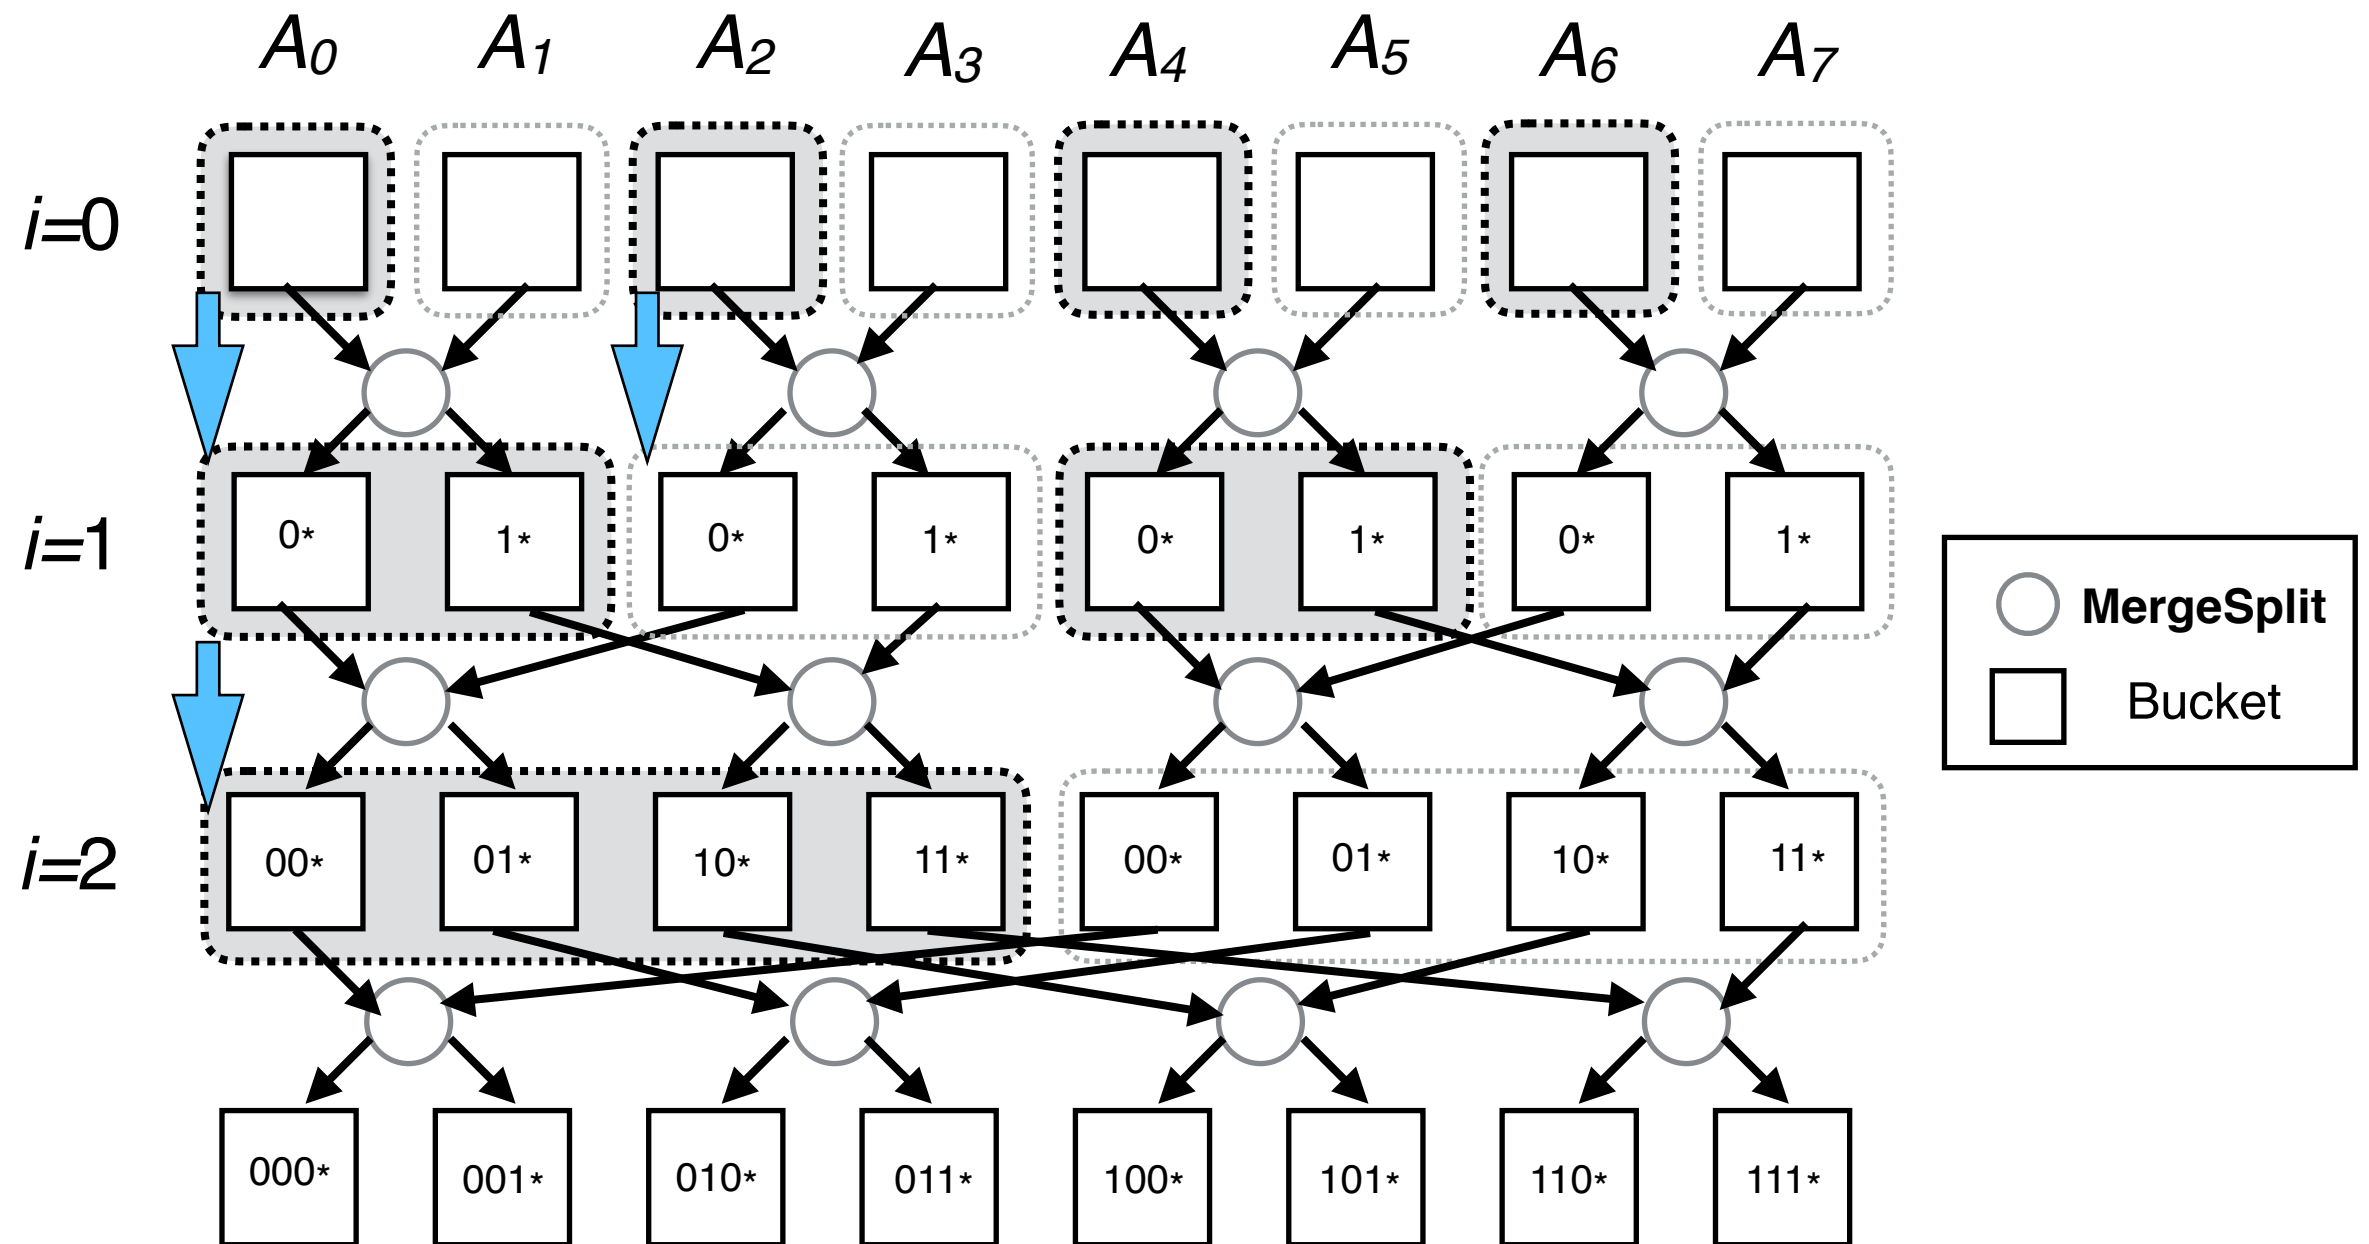 A0 A1 A2 A3 A4 A5 A6 A7
i=0
i=1
0* 1* 0* 1* 0* 1* 0* 1*
MergeSplit
Bucket
i=2
00* 01* 10* 11* 00* 01* 10* 11*
000* 001* 010* 011* 100* 101* 110* 111*